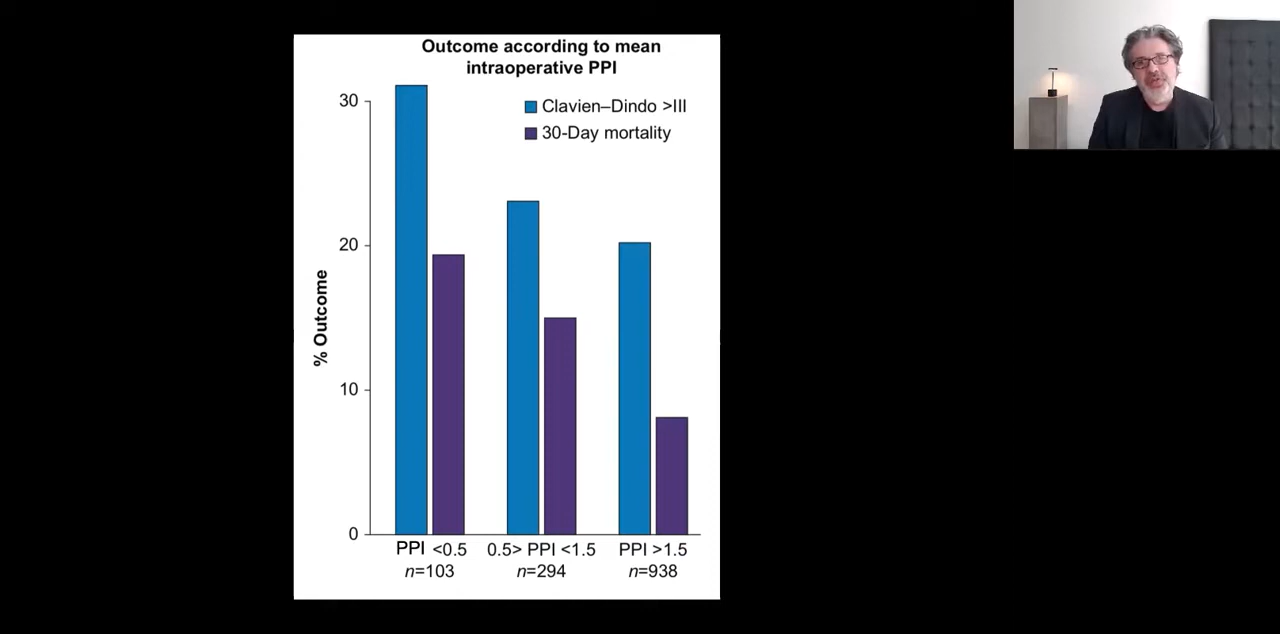 Outcome according to mean
intraoperative PPI
Clavien–Dindo >III
30-Day mortality
% Outcome
30
20
10
0
PPI <0.5
n=103
0.5> PPI <1.5
n=294
PPI >1.5
n=938